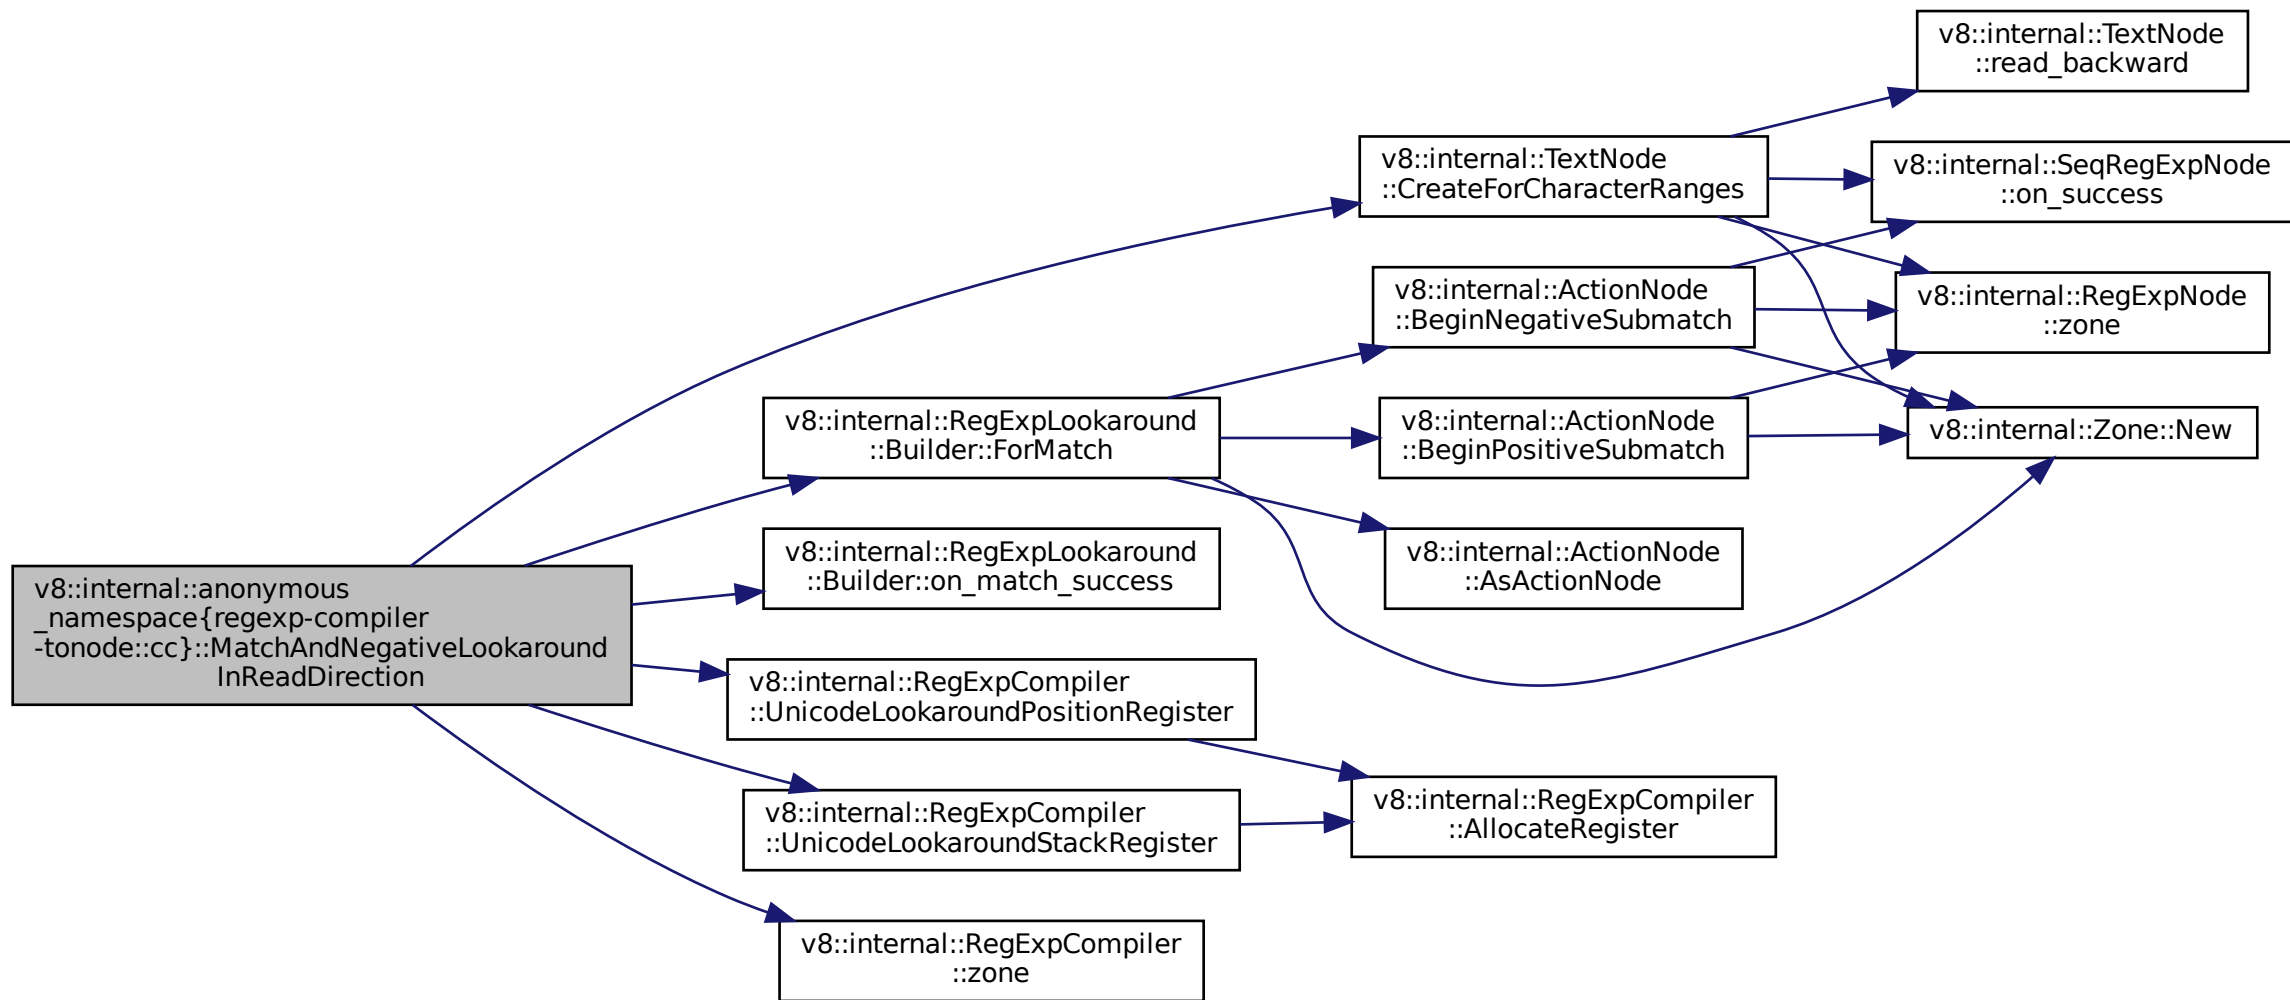 v8::internal::anonymous
_namespace{regexp-compiler
-tonode::cc}::MatchAndNegativeLookaround
InReadDirection
v8::internal::TextNode
::CreateForCharacterRanges
v8::internal::TextNode
::read_backward
v8::internal::SeqRegExpNode
::on_success
v8::internal::RegExpNode
::zone
v8::internal::Zone::New
v8::internal::RegExpLookaround
::Builder::ForMatch
v8::internal::ActionNode
::BeginNegativeSubmatch
v8::internal::ActionNode
::BeginPositiveSubmatch
v8::internal::ActionNode
::AsActionNode
v8::internal::RegExpLookaround
::Builder::on_match_success
v8::internal::RegExpCompiler
::UnicodeLookaroundPositionRegister
v8::internal::RegExpCompiler
::AllocateRegister
v8::internal::RegExpCompiler
::UnicodeLookaroundStackRegister
v8::internal::RegExpCompiler
::zone